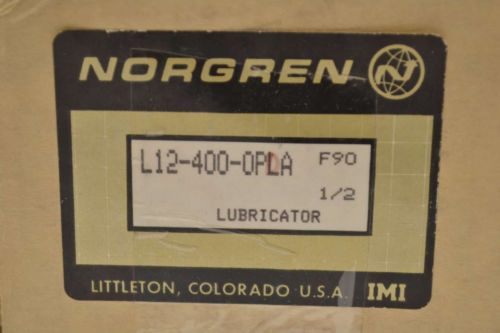 NORGREN N
L12-400-OPLA F90
1/2
LUBRICATOR
LITTLETON, COLORADO U.S.A. IMI